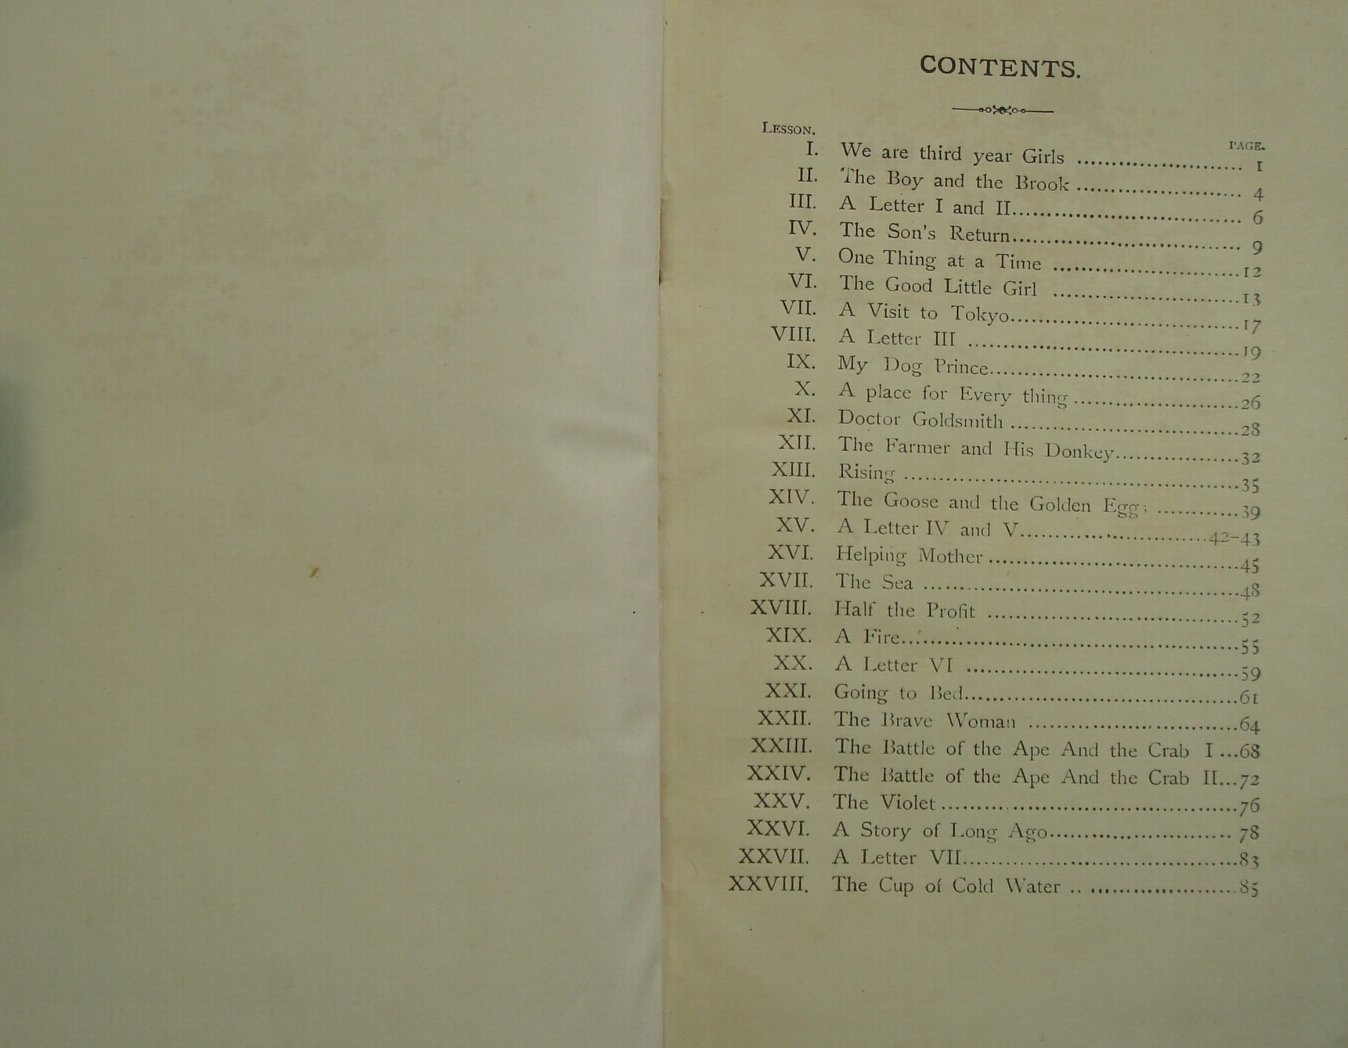 CONTENTS.
LESSON.
PAGE.
I. We are third year Girls ........................ 1
II. The Boy and the Brook ........................ 4
III. A Letter I and II................................. 6
IV. The Son's Return................................. 9
V. One Thing at a Time ...........................12
VI. The Good Little Girl ...........................13
VII. A Visit to Tokyo.................................17
VIII. A Letter III .......................................19
IX. My Dog Prince....................................22
X. A place for Every thing ........................26
XI. Doctor Goldsmith .................................28
XII. The Farmer and His Donkey..................32
XIII. Rising ................................................35
XIV. The Goose and the Golden Egg, ............39
XV. A Letter IV and V...........................42-43
XVI. Helping Mother ....................................45
XVII. The Sea .............................................48
XVIII. Half the Profit ....................................52
XIX. A Fire................................................55
XX. A Letter VI .......................................59
XXI. Going to Bed.......................................61
XXII. The Brave Woman ..............................64
XXIII. The Battle of the Ape And the Crab I ...68
XXIV. The Battle of the Ape And the Crab II...72
XXV. The Violet ..........................................76
XXVI. A Story of Long Ago........................... 78
XXVII. A Letter VII.......................................83
XXVIII. The Cup of Cold Water .. .....................85